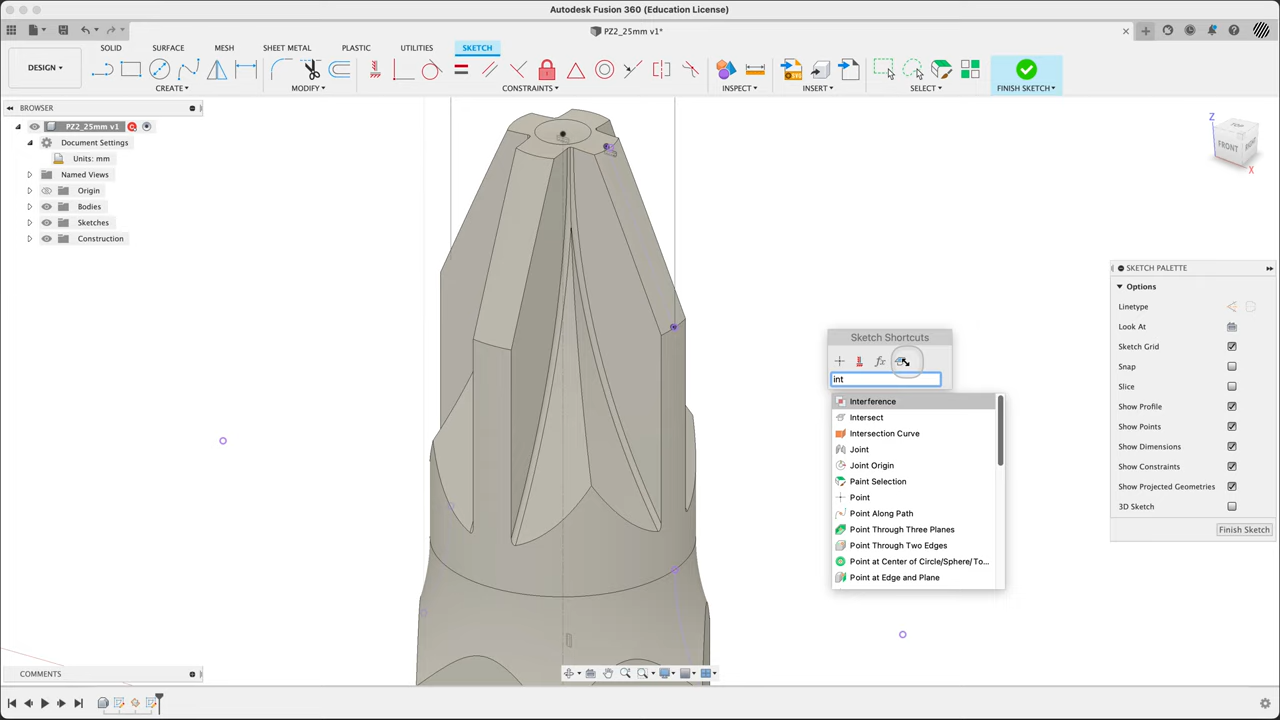 Autodesk Fusion 360 (Education License)
PZ2_25mm v1*
SOLID SURFACE MESH SHEET METAL PLASTIC UTILITIES SKETCH
DESIGN
CREATE MODIFY CONSTRAINTS INSPECT INSERT SELECT FINISH SKETCH
BROWSER
PZ2_25mm v1
Document Settings
Units: mm
Named Views
Origin
Bodies
Sketches
Construction
Z
TOP
FRONT
RIGHT
X
SKETCH PALETTE
Options
Linetype
Look At
Sketch Grid
Snap
Slice
Show Profile
Show Points
Show Dimensions
Show Constraints
Show Projected Geometries
3D Sketch
Finish Sketch
Sketch Shortcuts
fx
int
Interference
Intersect
Intersection Curve
Joint
Joint Origin
Paint Selection
Point
Point Along Path
Point Through Three Planes
Point Through Two Edges
Point at Center of Circle/Sphere/To...
Point at Edge and Plane
COMMENTS